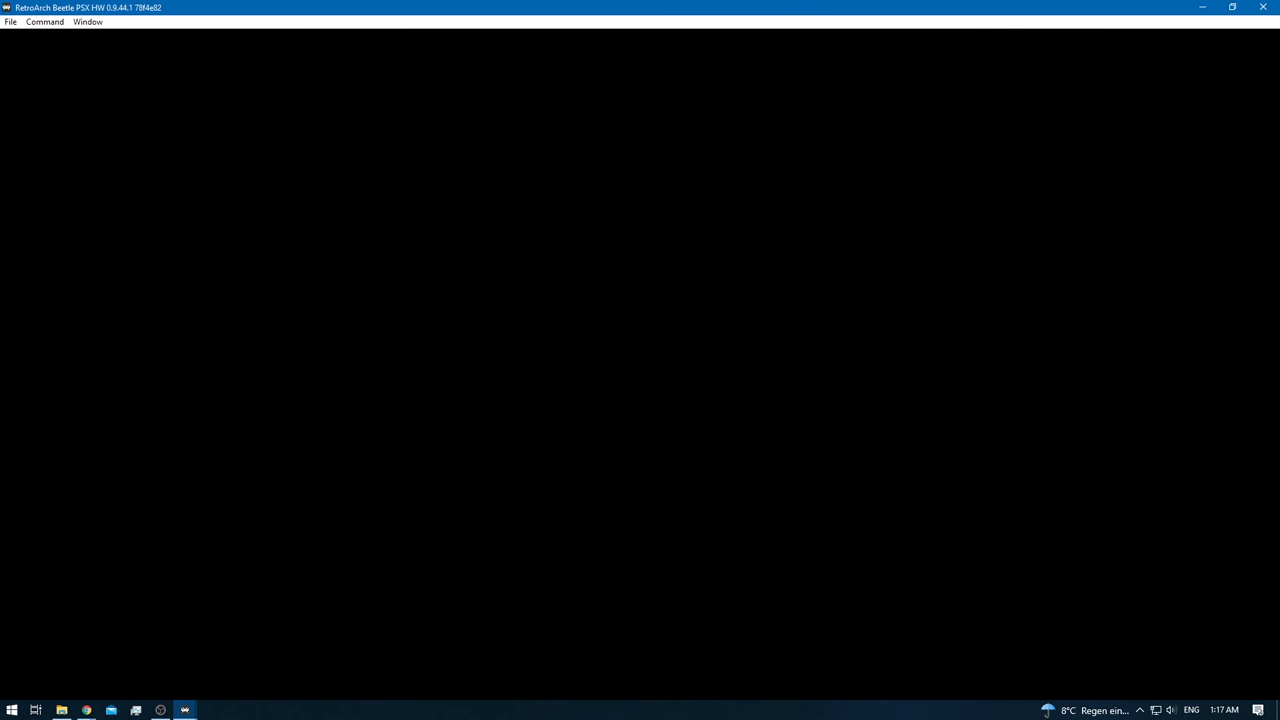 RetroArch Beetle PSX HW 0.9.44.1 78f4e82
File Command Window
8°C Regen ein... ENG 1:17 AM